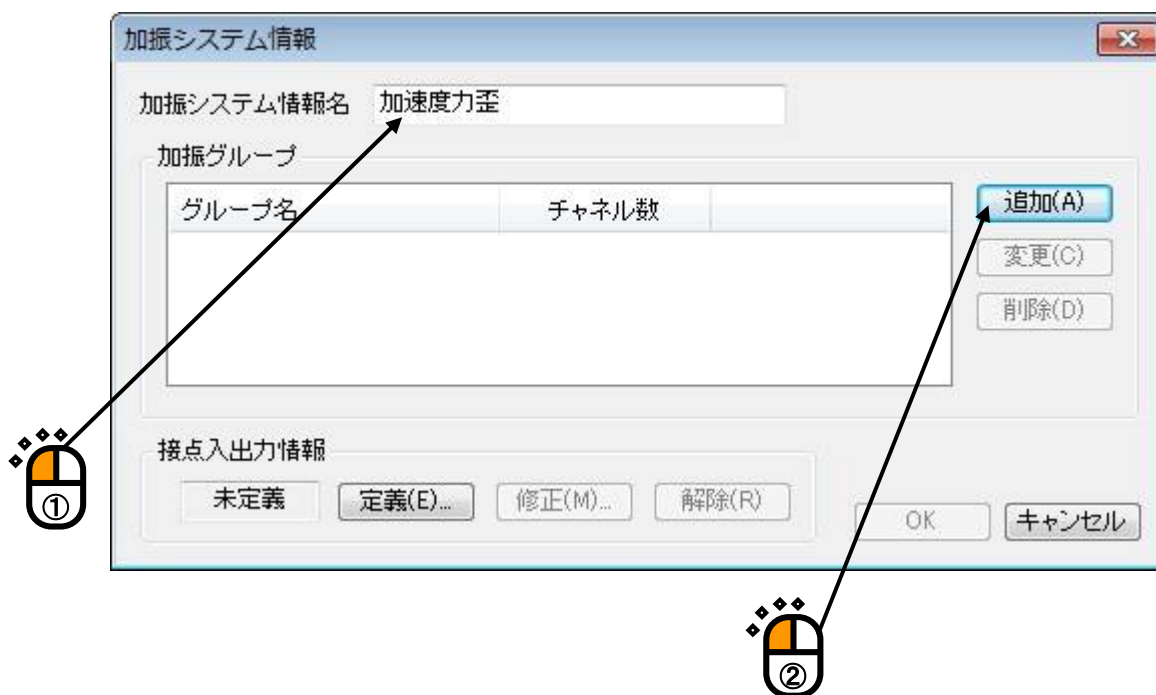 加振システム情報
加振システム情報名 加速度力歪
加振グループ
グループ名 チャネル数
追加(A)
変更(C)
削除(D)
接点入出力情報
未定義 定義(E)... 修正(M)... 解除(R)
OK キャンセル
①
②